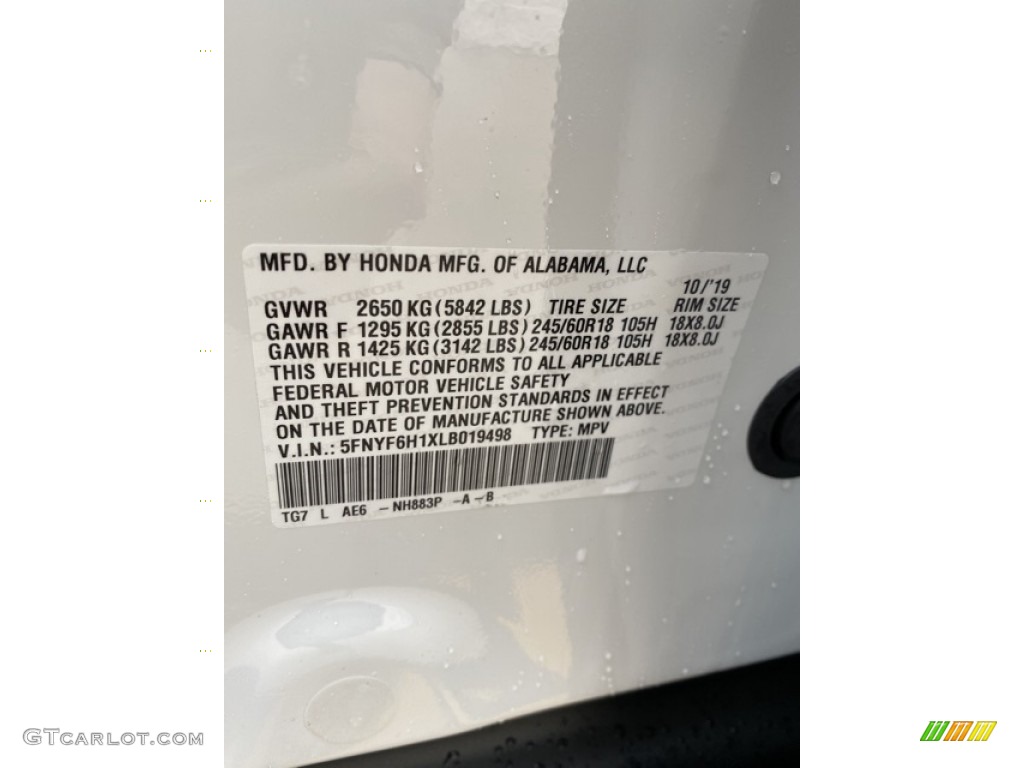 MFD. BY HONDA MFG. OF ALABAMA, LLC
10/'19
GVWR 2650 KG (5842 LBS) TIRE SIZE RIM SIZE
GAWR F 1295 KG (2855 LBS) 245/60R18 105H 18X8.0J
GAWR R 1425 KG (3142 LBS) 245/60R18 105H 18X8.0J
THIS VEHICLE CONFORMS TO ALL APPLICABLE
FEDERAL MOTOR VEHICLE SAFETY
AND THEFT PREVENTION STANDARDS IN EFFECT
ON THE DATE OF MANUFACTURE SHOWN ABOVE.
V.I.N.: 5FNYF6H1XLB019498 TYPE: MPV
TG7 L AE6 -NH883P -A -B
GTCarLot.com